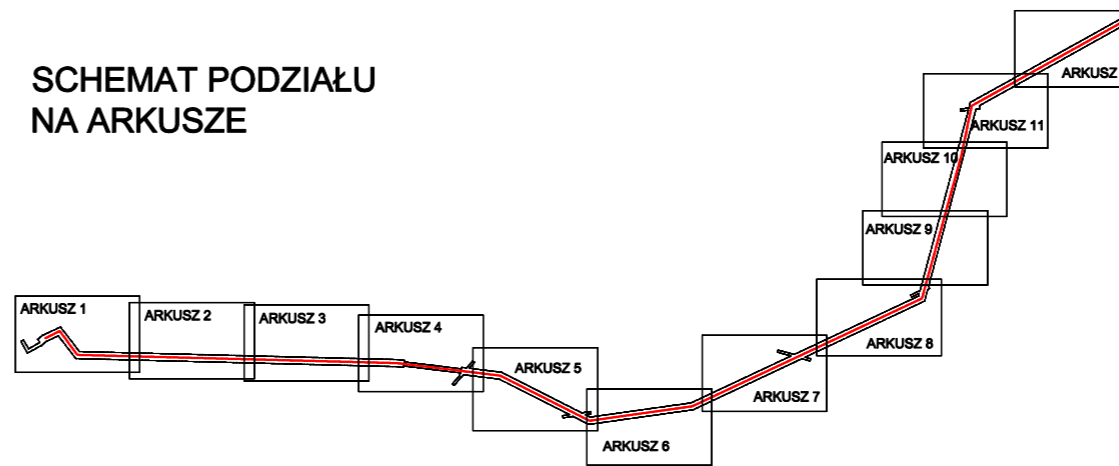 SCHEMAT PODZIAŁU
NA ARKUSZE
ARKUSZ 1
ARKUSZ 2
ARKUSZ 3
ARKUSZ 4
ARKUSZ 5
ARKUSZ 6
ARKUSZ 7
ARKUSZ 8
ARKUSZ 9
ARKUSZ 10
ARKUSZ 11
ARKUSZ